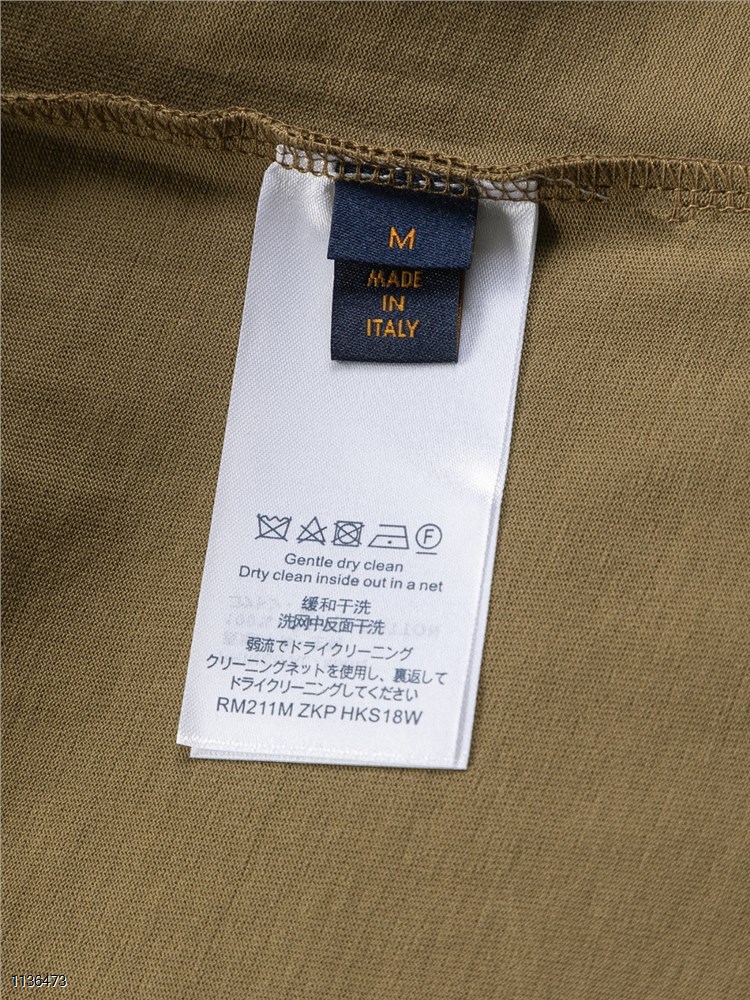 M
MADE
IN
ITALY
F
Gentle dry clean
Drty clean inside out in a net
缓和干洗
洗网中反面干洗
弱流でドライクリーニング
クリーニングネットを使用し、裏返して
ドライクリーニングしてください
RM211M ZKP HKS18W
1136473